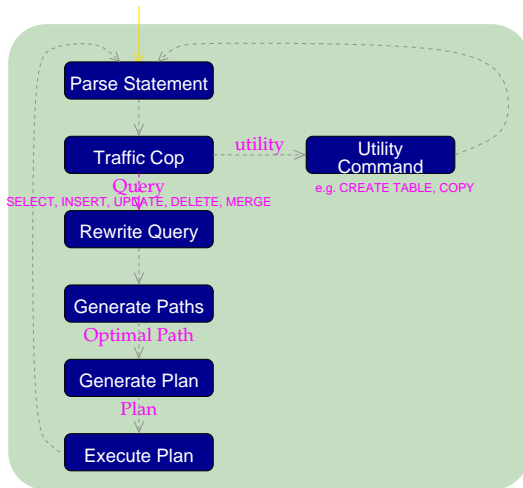 Parse Statement
utility
Traffic Cop
Utility
Command
Query
e.g. CREATE TABLE, COPY
SELECT, INSERT, UPDATE, DELETE, MERGE
Rewrite Query
Generate Paths
Optimal Path
Generate Plan
Plan
Execute Plan